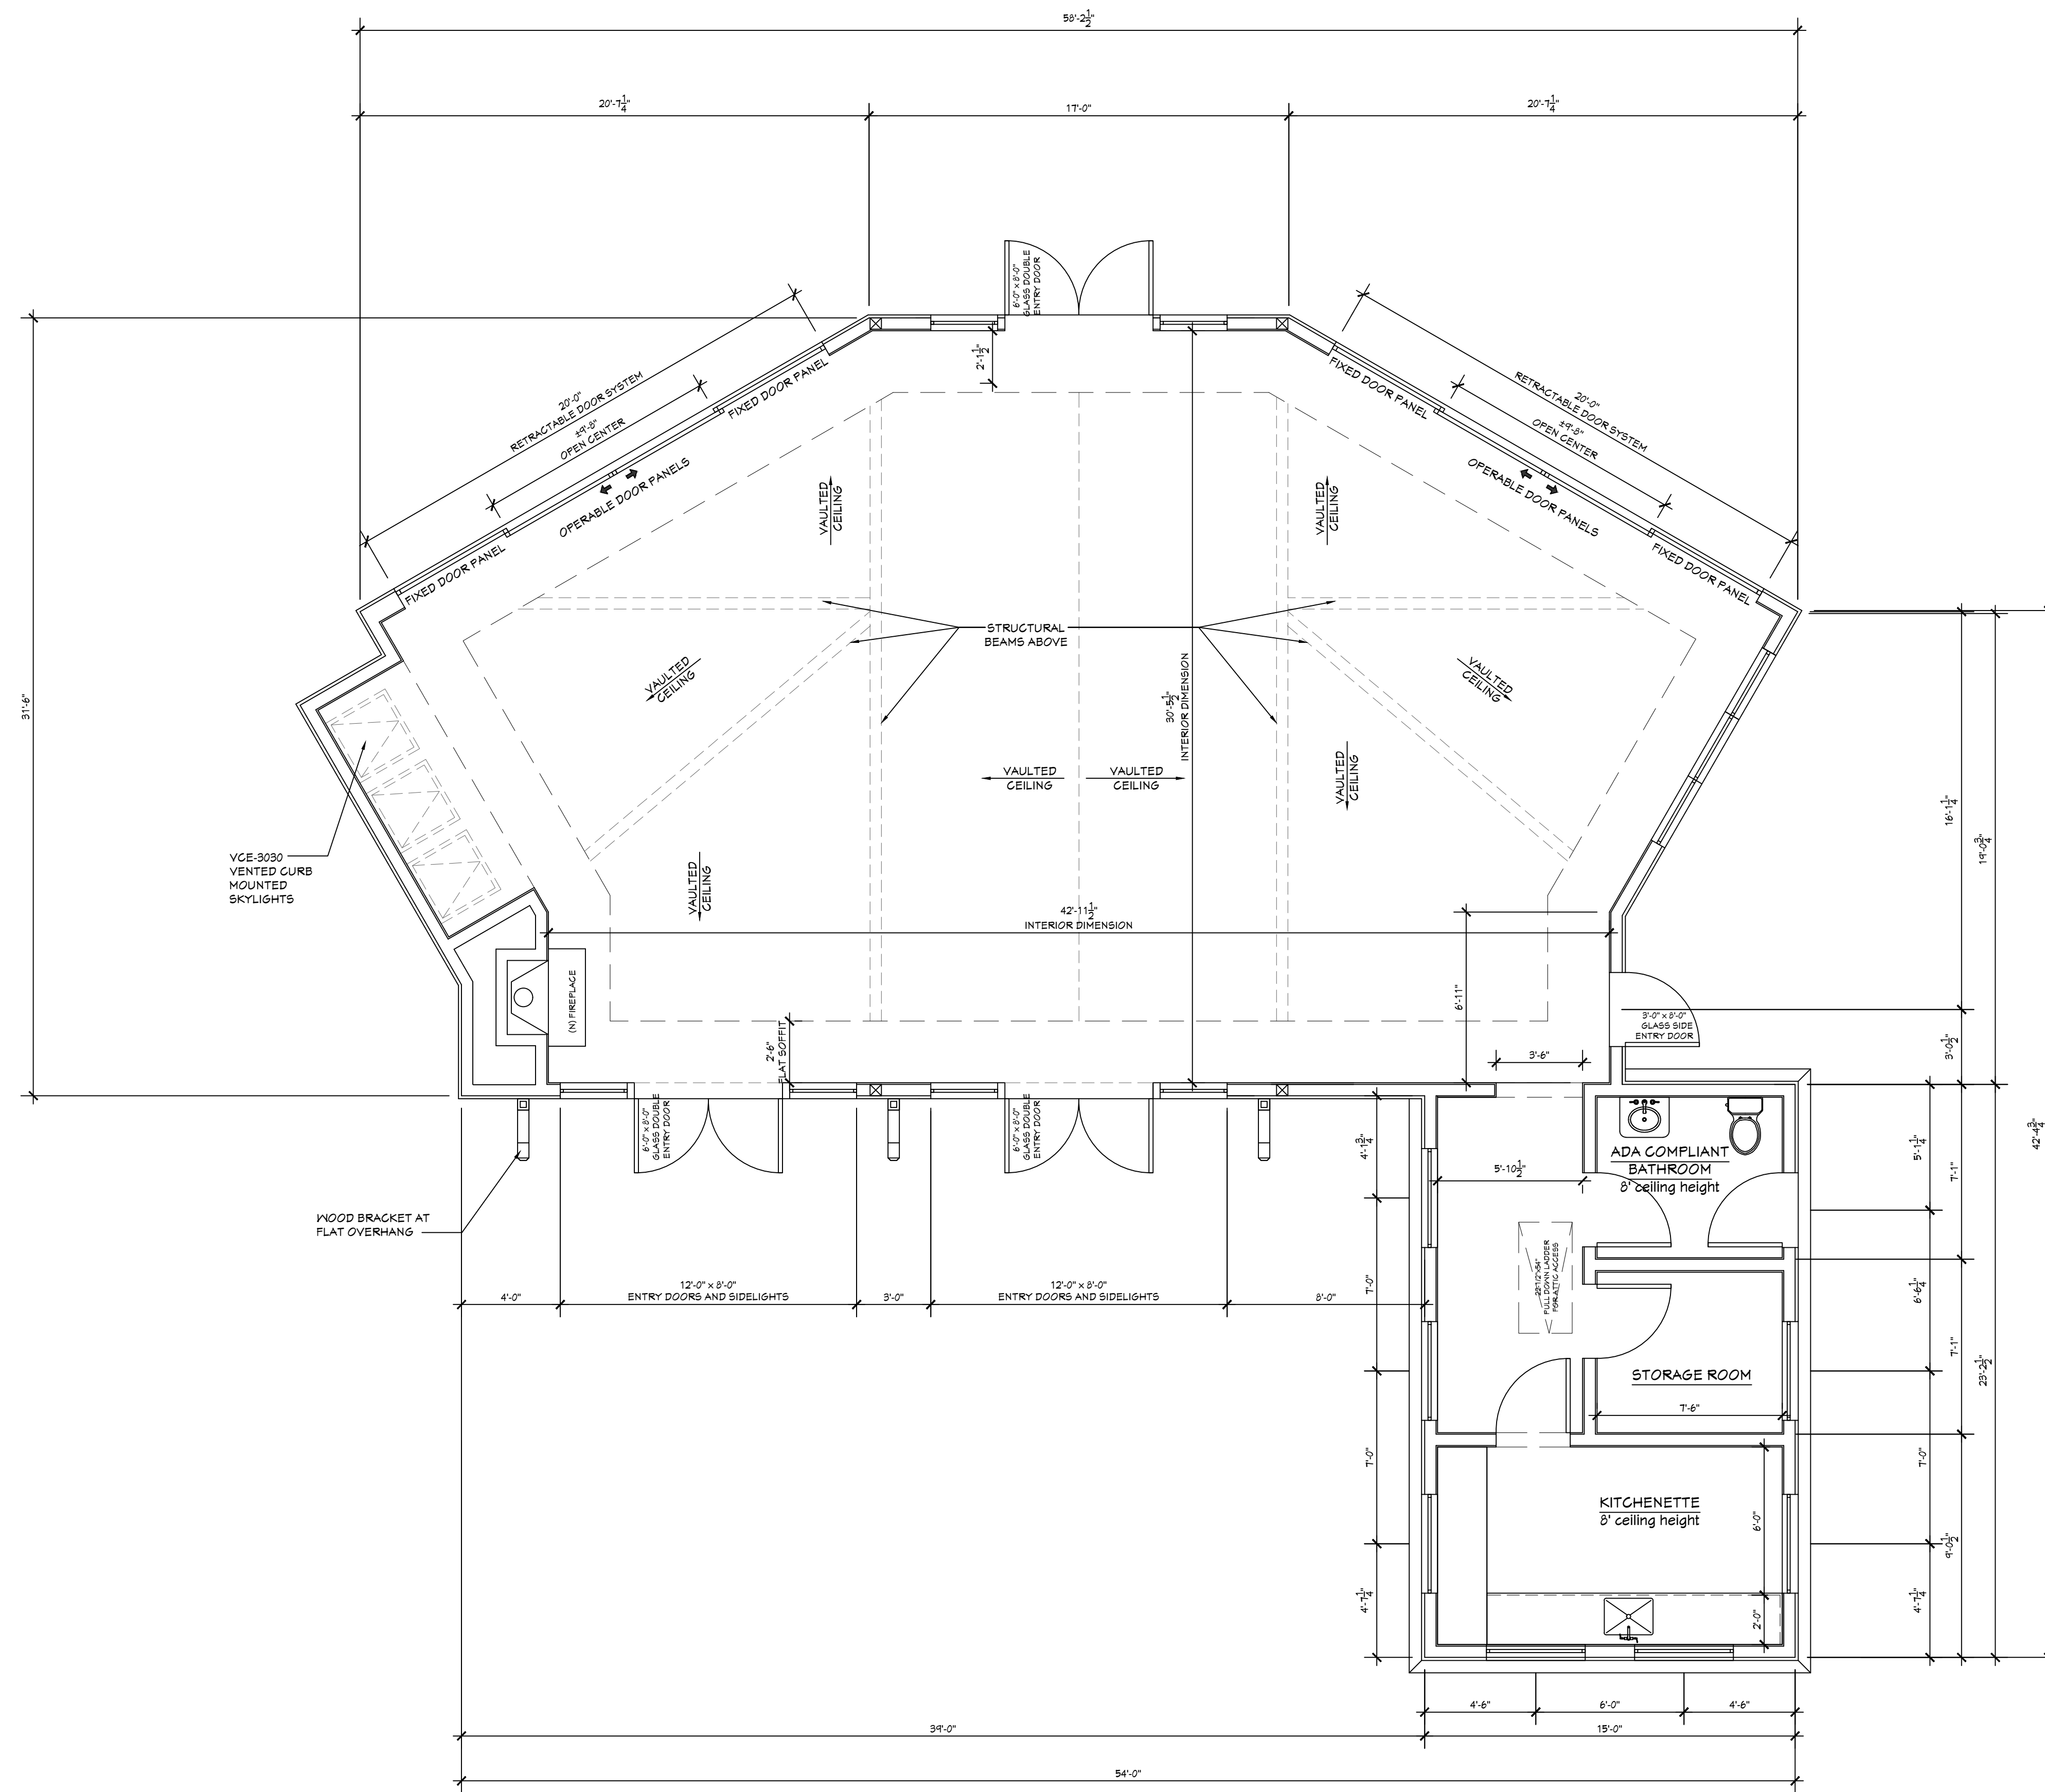 58'-2 1/2"
20'-7 1/4"
17'-0"
20'-7 1/4"
6'-0" x 8'-0"
GLASS DOUBLE
ENTRY DOOR
2'-1 1/2"
20'-0"
RETRACTABLE DOOR SYSTEM
±9'-8"
OPEN CENTER
FIXED DOOR PANEL
OPERABLE DOOR PANELS
FIXED DOOR PANEL
20'-0"
RETRACTABLE DOOR SYSTEM
±9'-8"
OPEN CENTER
FIXED DOOR PANEL
OPERABLE DOOR PANELS
FIXED DOOR PANEL
VAULTED
CEILING
VAULTED
CEILING
31'-6"
STRUCTURAL
BEAMS ABOVE
VAULTED
CEILING
VAULTED
CEILING
30'-5 1/2"
INTERIOR DIMENSION
VAULTED
CEILING
VAULTED
CEILING
VAULTED
CEILING
VAULTED
CEILING
VCE-3030
VENTED CURB
MOUNTED
SKYLIGHTS
42'-11 1/2"
INTERIOR DIMENSION
(N) FIREPLACE
6'-11"
16'-1 1/4"
19'-0 3/4"
3'-0 1/2"
42'-4 3/4"
3'-0" x 8'-0"
GLASS SIDE
ENTRY DOOR
2'-6"
FLAT SOFFIT
3'-6"
6'-0" x 8'-0"
GLASS DOUBLE
ENTRY DOOR
6'-0" x 8'-0"
GLASS DOUBLE
ENTRY DOOR
WOOD BRACKET AT
FLAT OVERHANG
4'-1 3/4"
5'-10 1/2"
ADA COMPLIANT
BATHROOM
8' ceiling height
5'-1 1/4"
7'-1"
22-1/2"x54"
PULL DOWN LADDER
FOR ATTIC ACCESS
4'-0"
12'-0" x 8'-0"
ENTRY DOORS AND SIDELIGHTS
3'-0"
12'-0" x 8'-0"
ENTRY DOORS AND SIDELIGHTS
8'-0"
7'-0"
6'-6 1/4"
7'-1"
23'-2 1/2"
STORAGE ROOM
7'-6"
7'-0"
7'-0"
KITCHENETTE
8' ceiling height
6'-0"
9'-0 1/2"
4'-7 1/4"
2'-0"
4'-7 1/4"
4'-6"
6'-0"
4'-6"
39'-0"
15'-0"
54'-0"